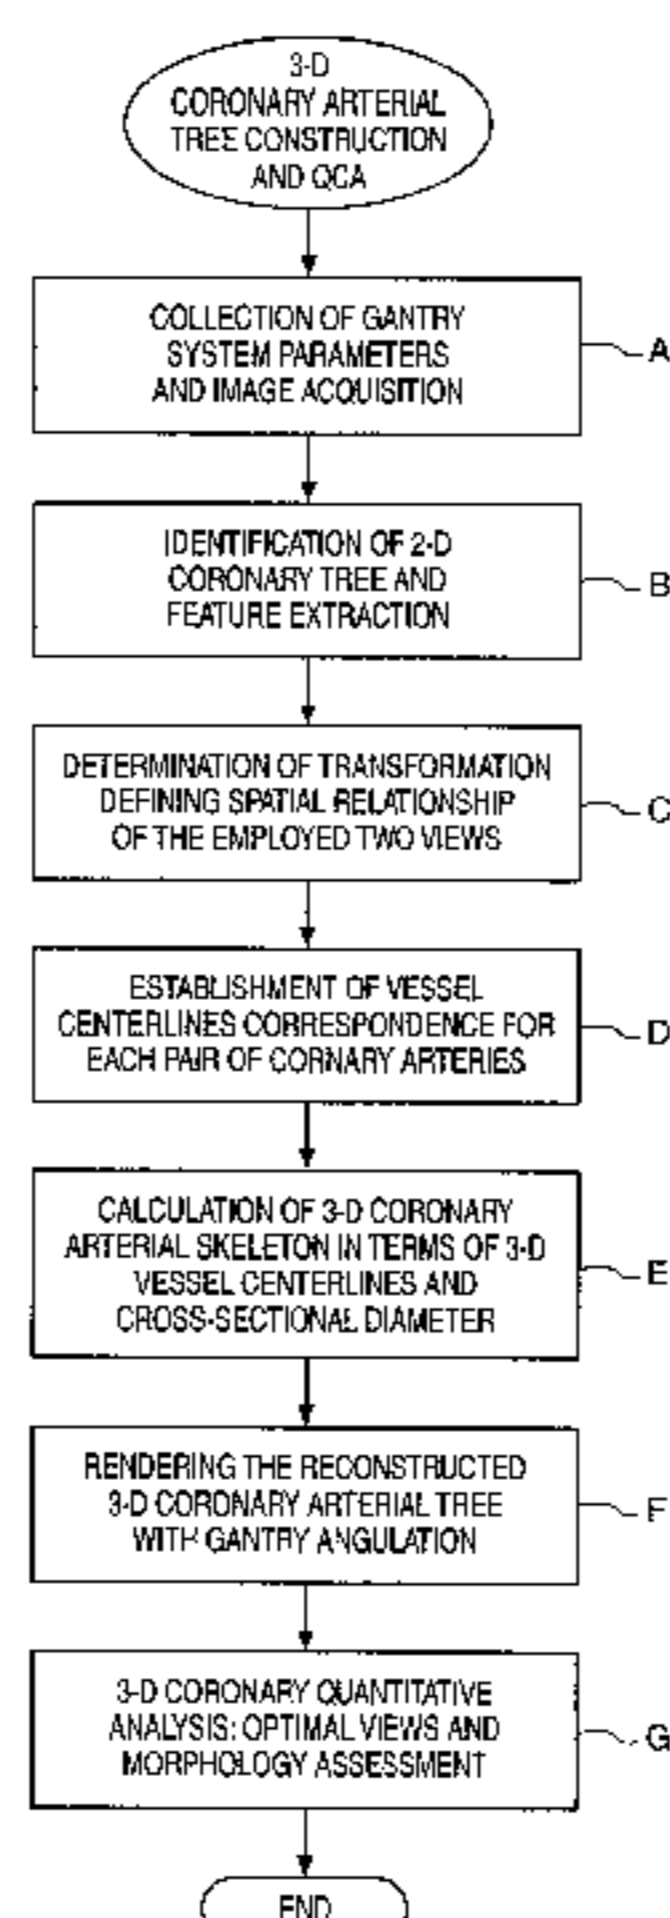 3-D
CORONARY ARTERIAL
TREE CONSTRUCTION
AND QCA
COLLECTION OF GANTRY
SYSTEM PARAMETERS
AND IMAGE ACQUISITION
A
IDENTIFICATION OF 2-D
CORONARY TREE AND
FEATURE EXTRACTION
B
DETERMINATION OF TRANSFORMATION
DEFINING SPATIAL RELATIONSHIP
OF THE EMPLOYED TWO VIEWS
C
ESTABLISHMENT OF VESSEL
CENTERLINES CORRESPONDENCE FOR
EACH PAIR OF CORNARY ARTERIES
D
CALCULATION OF 3-D CORONARY
ARTERIAL SKELETON IN TERMS OF 3-D
VESSEL CENTERLINES AND
CROSS-SECTIONAL DIAMETER
E
RENDERING THE RECONSTRUCTED
3-D CORONARY ARTERIAL TREE
WITH GANTRY ANGULATION
F
3-D CORONARY QUANTITATIVE
ANALYSIS: OPTIMAL VIEWS AND
MORPHOLOGY ASSESSMENT
G
END